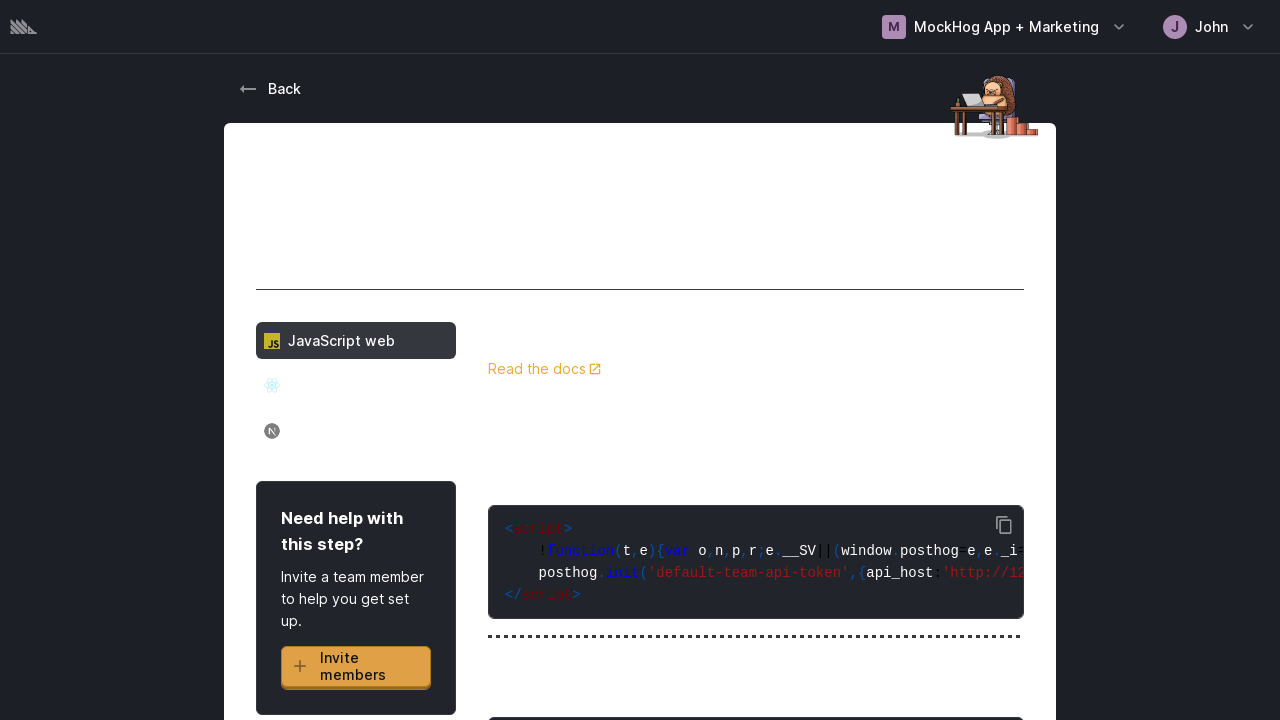 M MockHog App + Marketing
J John
Back
JavaScript web
Read the docs
Need help with
this step?
Invite a team member
to help you get set
up.
Invite
members
<script>
!function(t,e){var o,n,p,r;e.__SV||(window.posthog=e,e._i=
posthog.init('default-team-api-token',{api_host:'http://12
</script>